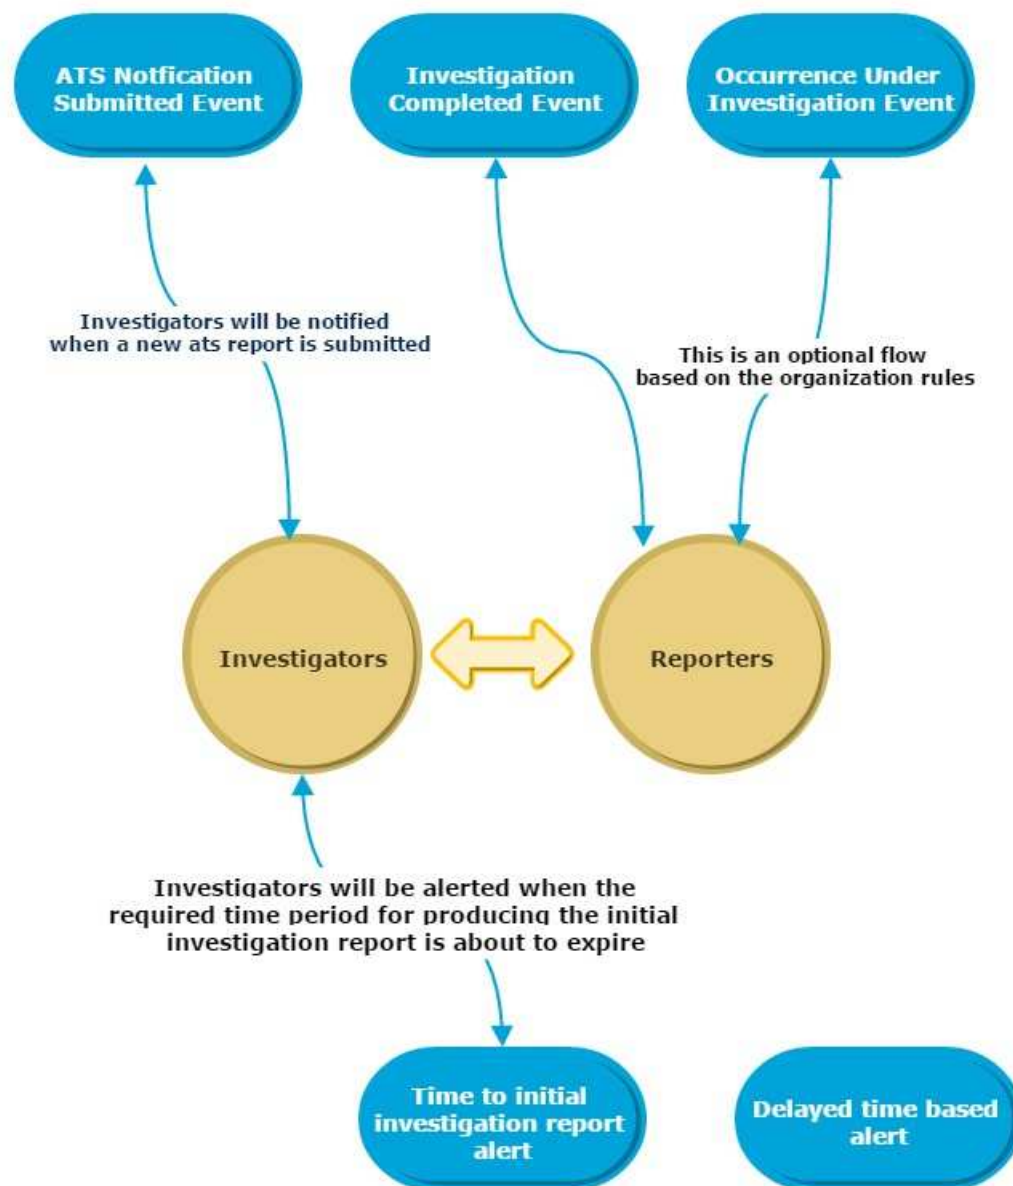 ATS Notfication
Submitted Event
Investigation
Completed Event
Occurrence Under
Investigation Event
Investigators will be notified
when a new ats report is submitted
This is an optional flow
based on the organization rules
Investigators
Reporters
Investigators will be alerted when the
required time period for producing the initial
investigation report is about to expire
Time to initial
investigation report
alert
Delayed time based
alert